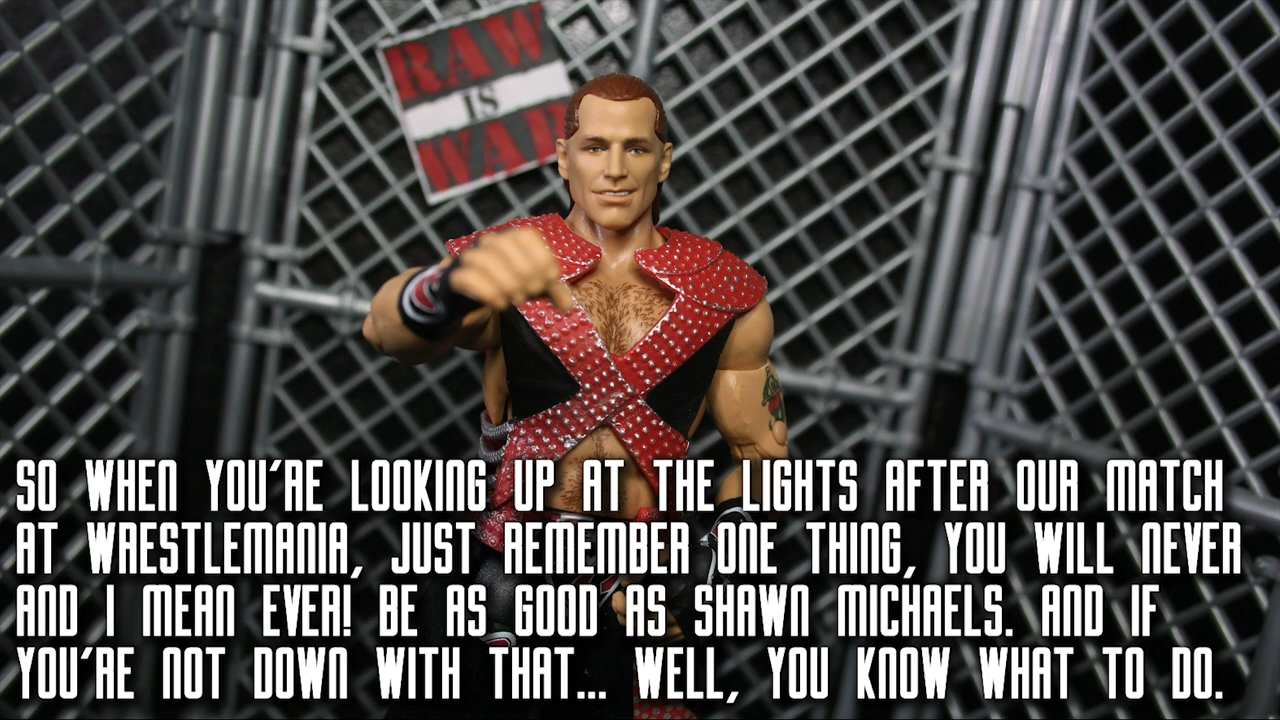 RAW
IS
WAR
SO WHEN YOU'RE LOOKING UP AT THE LIGHTS AFTER OUR MATCH
AT WRESTLEMANIA, JUST REMEMBER ONE THING, YOU WILL NEVER
AND I MEAN EVER! BE AS GOOD AS SHAWN MICHAELS. AND IF
YOU'RE NOT DOWN WITH THAT... WELL, YOU KNOW WHAT TO DO.